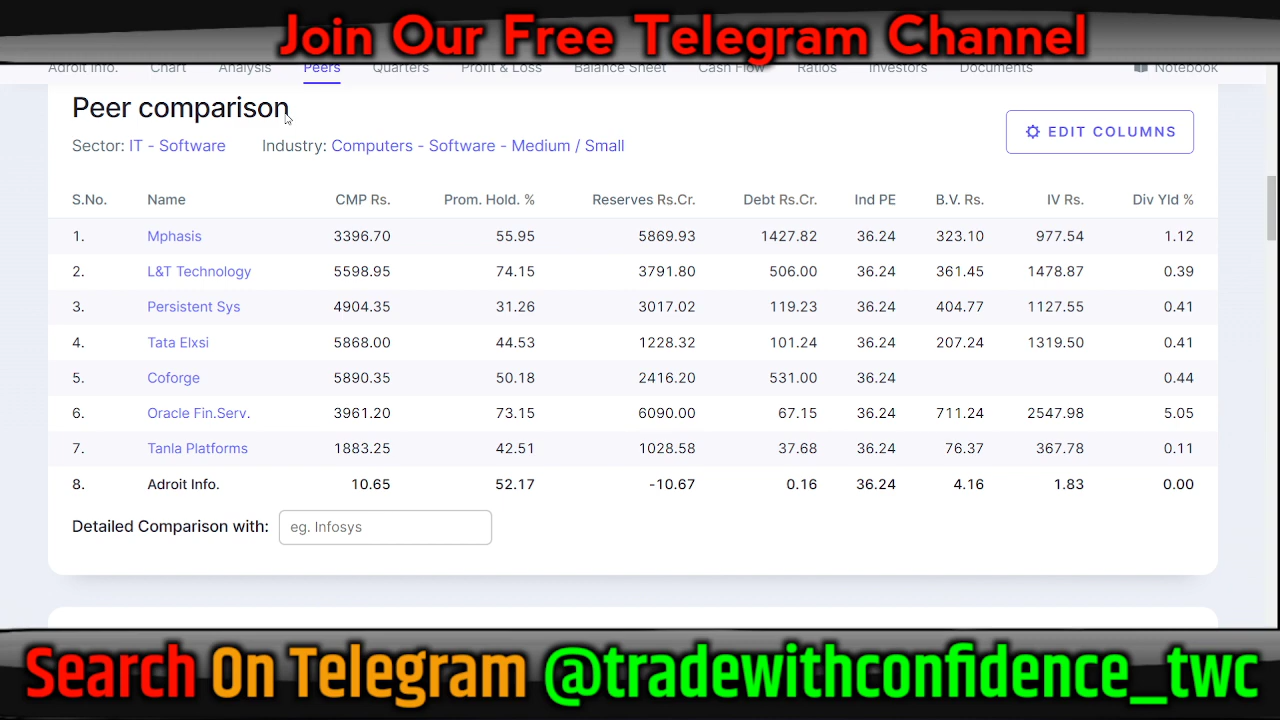 Join Our Free Telegram Channel
Adroit Info. Chart Analysis Peers Quarters Profit & Loss Balance Sheet Cash Flow Ratios Investors Documents Notebook
Peer comparison
Sector: IT - Software Industry: Computers - Software - Medium / Small
EDIT COLUMNS
S.No. Name CMP Rs. Prom. Hold. % Reserves Rs.Cr. Debt Rs.Cr. Ind PE B.V. Rs. IV Rs. Div Yld %
1. Mphasis 3396.70 55.95 5869.93 1427.82 36.24 323.10 977.54 1.12
2. L&T Technology 5598.95 74.15 3791.80 506.00 36.24 361.45 1478.87 0.39
3. Persistent Sys 4904.35 31.26 3017.02 119.23 36.24 404.77 1127.55 0.41
4. Tata Elxsi 5868.00 44.53 1228.32 101.24 36.24 207.24 1319.50 0.41
5. Coforge 5890.35 50.18 2416.20 531.00 36.24 0.44
6. Oracle Fin.Serv. 3961.20 73.15 6090.00 67.15 36.24 711.24 2547.98 5.05
7. Tanla Platforms 1883.25 42.51 1028.58 37.68 36.24 76.37 367.78 0.11
8. Adroit Info. 10.65 52.17 -10.67 0.16 36.24 4.16 1.83 0.00
Detailed Comparison with: eg. Infosys
Search On Telegram @tradewithconfidence_twc